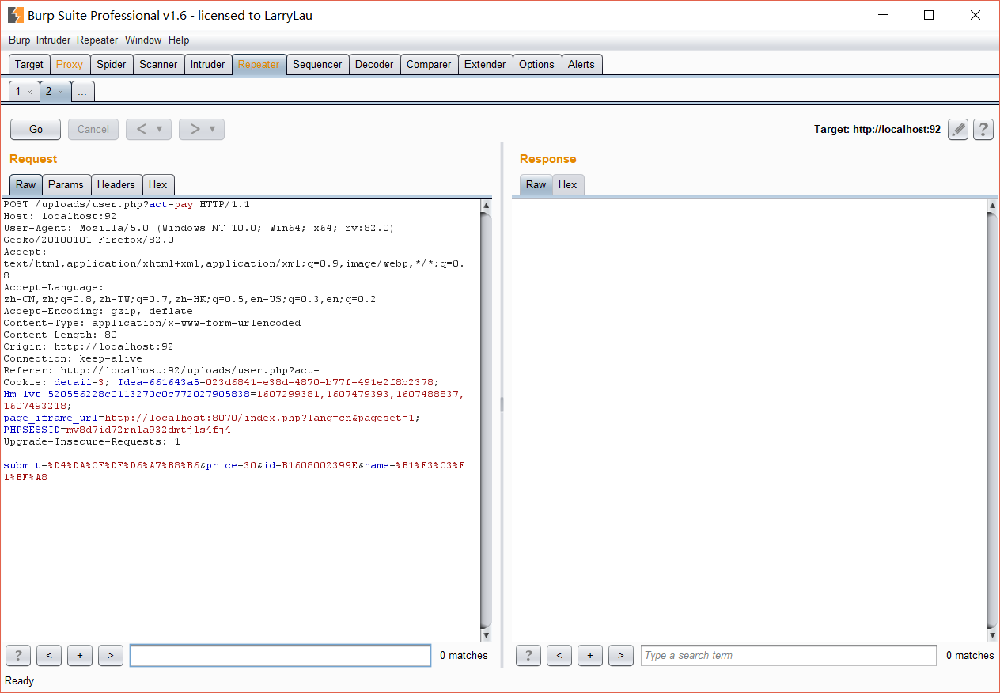 Burp Suite Professional v1.6 - licensed to LarryLau
Burp Intruder Repeater Window Help
Target Proxy Spider Scanner Intruder Repeater Sequencer Decoder Comparer Extender Options Alerts
1 × 2 × ...
Go Cancel < ▼ > ▼ Target: http://localhost:92 ?
Request
Raw Params Headers Hex
POST /uploads/user.php?act=pay HTTP/1.1
Host: localhost:92
User-Agent: Mozilla/5.0 (Windows NT 10.0; Win64; x64; rv:82.0)
Gecko/20100101 Firefox/82.0
Accept:
text/html,application/xhtml+xml,application/xml;q=0.9,image/webp,*/*;q=0.
8
Accept-Language:
zh-CN,zh;q=0.8,zh-TW;q=0.7,zh-HK;q=0.5,en-US;q=0.3,en;q=0.2
Accept-Encoding: gzip, deflate
Content-Type: application/x-www-form-urlencoded
Content-Length: 80
Origin: http://localhost:92
Connection: keep-alive
Referer: http://localhost:92/uploads/user.php?act=
Cookie: detail=3; Idea-661643a5=023d6841-e38d-4870-b77f-491e2f8b2378;
Hm_lvt_520556228c0113270c0c772027905838=1607299381,1607479393,1607488837,
1607493218;
page_iframe_url=http://localhost:8070/index.php?lang=cn&pageset=1;
PHPSESSID=mv8d7id72rnla932dmtjls4fj4
Upgrade-Insecure-Requests: 1
submit=%D4%DA%CF%DF%D6%A7%B8%B6&price=30&id=B1608002399E&name=%B1%E3%C3%F
1%BF%A8
? < + > 0 matches
Response
Raw Hex
? < + > Type a search term 0 matches
Ready